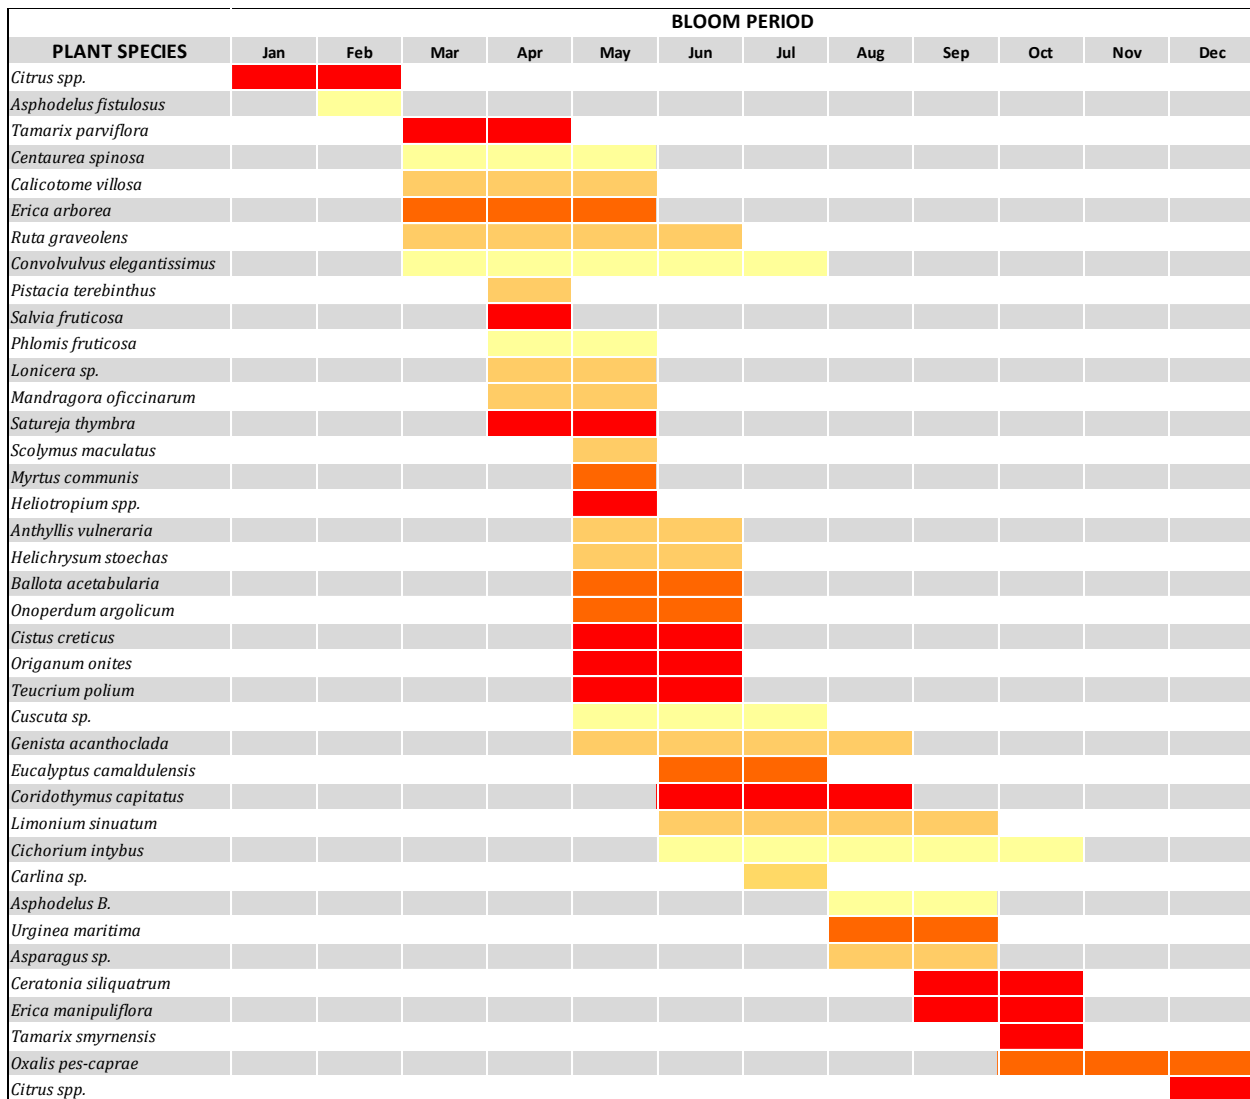 BLOOM PERIOD
PLANT SPECIES Jan Feb Mar Apr May Jun Jul Aug Sep Oct Nov Dec
Citrus spp.
Asphodelus fistulosus
Tamarix parviflora
Centaurea spinosa
Calicotome villosa
Erica arborea
Ruta graveolens
Convolvulvus elegantissimus
Pistacia terebinthus
Salvia fruticosa
Phlomis fruticosa
Lonicera sp.
Mandragora oficcinarum
Satureja thymbra
Scolymus maculatus
Myrtus communis
Heliotropium spp.
Anthyllis vulneraria
Helichrysum stoechas
Ballota acetabularia
Onoperdum argolicum
Cistus creticus
Origanum onites
Teucrium polium
Cuscuta sp.
Genista acanthoclada
Eucalyptus camaldulensis
Coridothymus capitatus
Limonium sinuatum
Cichorium intybus
Carlina sp.
Asphodelus B.
Urginea maritima
Asparagus sp.
Ceratonia siliquatrum
Erica manipuliflora
Tamarix smyrnensis
Oxalis pes-caprae
Citrus spp.